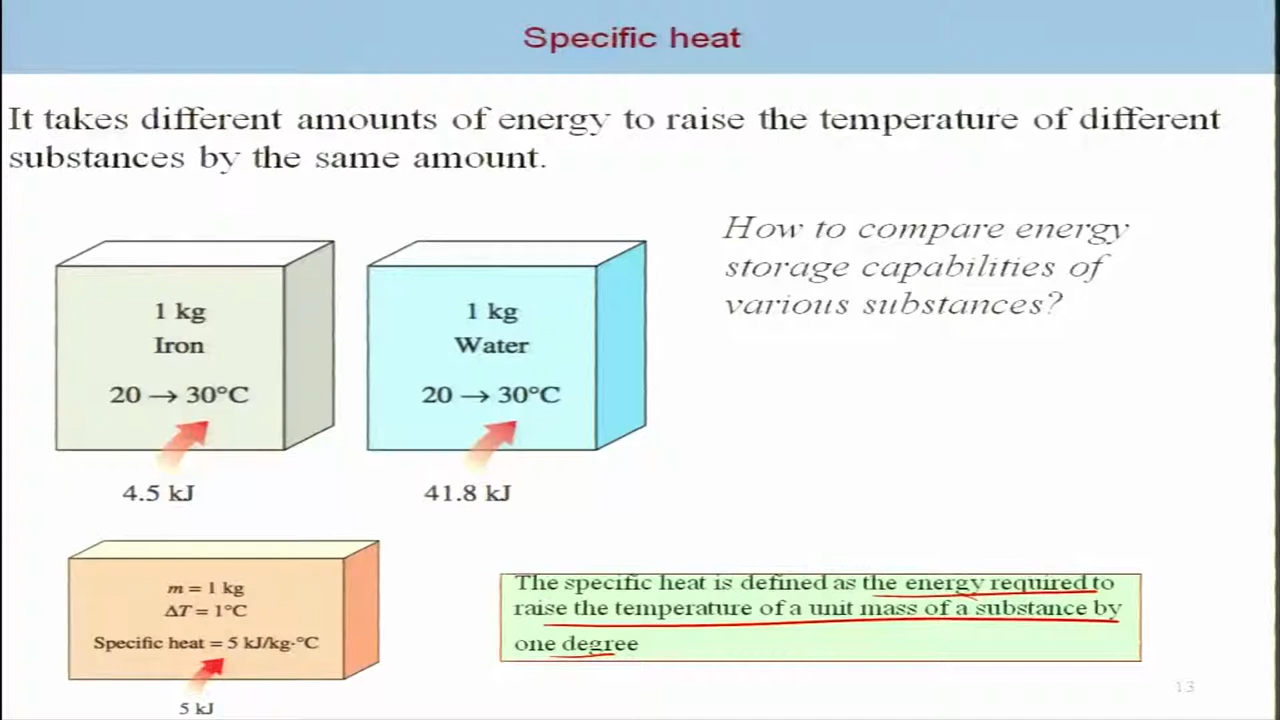 Specific heat
It takes different amounts of energy to raise the temperature of different
substances by the same amount.
How to compare energy
storage capabilities of
various substances?
1 kg
Iron
20 → 30°C
4.5 kJ
1 kg
Water
20 → 30°C
41.8 kJ
m = 1 kg
ΔT = 1°C
Specific heat = 5 kJ/kg·°C
5 kJ
The specific heat is defined as the energy required to
raise the temperature of a unit mass of a substance by
one degree
13